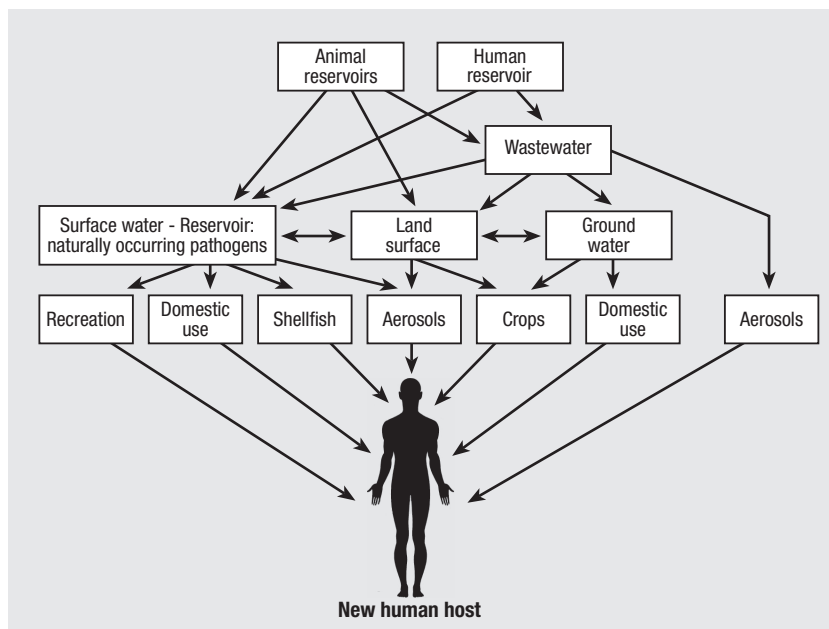 Animal
reservoirs
Human
reservoir
Wastewater
Surface water - Reservoir:
naturally occurring pathogens
Land
surface
Ground
water
Recreation
Domestic
use
Shellfish
Aerosols
Crops
Domestic
use
Aerosols
New human host